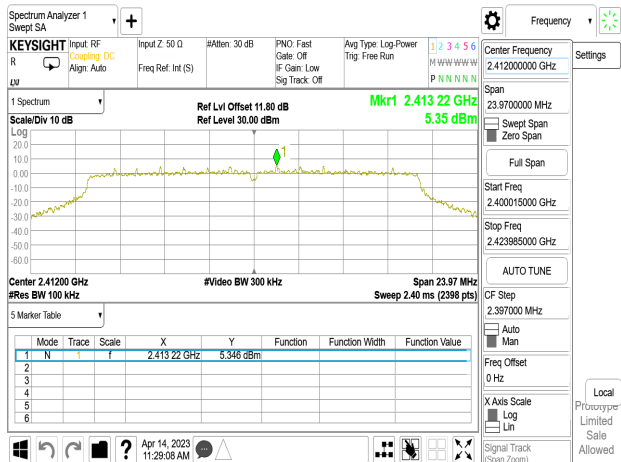 Spectrum Analyzer 1
Swept SA
Frequency
KEYSIGHT Input: RF Input Z: 50 Ω #Atten: 30 dB PNO: Fast Avg Type: Log-Power 1 2 3 4 5 6
R Coupling: DC Gate: Off Trig: Free Run M W W W W W
Align: Auto Freq Ref: Int (S) IF Gain: Low
Sig Track: Off P N N N N N
LXI
1 Spectrum Ref Lvl Offset 11.80 dB Mkr1 2.413 22 GHz
Scale/Div 10 dB Ref Level 30.00 dBm 5.35 dBm
Log
1
20.0
10.0
0.00
-10.0
-20.0
-30.0
-40.0
-50.0
-60.0
Center 2.41200 GHz #Video BW 300 kHz Span 23.97 MHz
#Res BW 100 kHz Sweep 2.40 ms (2398 pts)
5 Marker Table
Mode Trace Scale X Y Function Function Width Function Value
1 N 1 f 2.413 22 GHz 5.346 dBm
2
3
4
5
6
Apr 14, 2023
11:29:08 AM
Center Frequency
2.412000000 GHz
Settings
Span
23.9700000 MHz
Swept Span
Zero Span
Full Span
Start Freq
2.400015000 GHz
Stop Freq
2.423985000 GHz
AUTO TUNE
CF Step
2.397000 MHz
Auto
Man
Freq Offset
0 Hz
X Axis Scale
Log
Lin
Signal Track
(Span Zoom)
Local
Prototype
Limited
Sale
Allowed